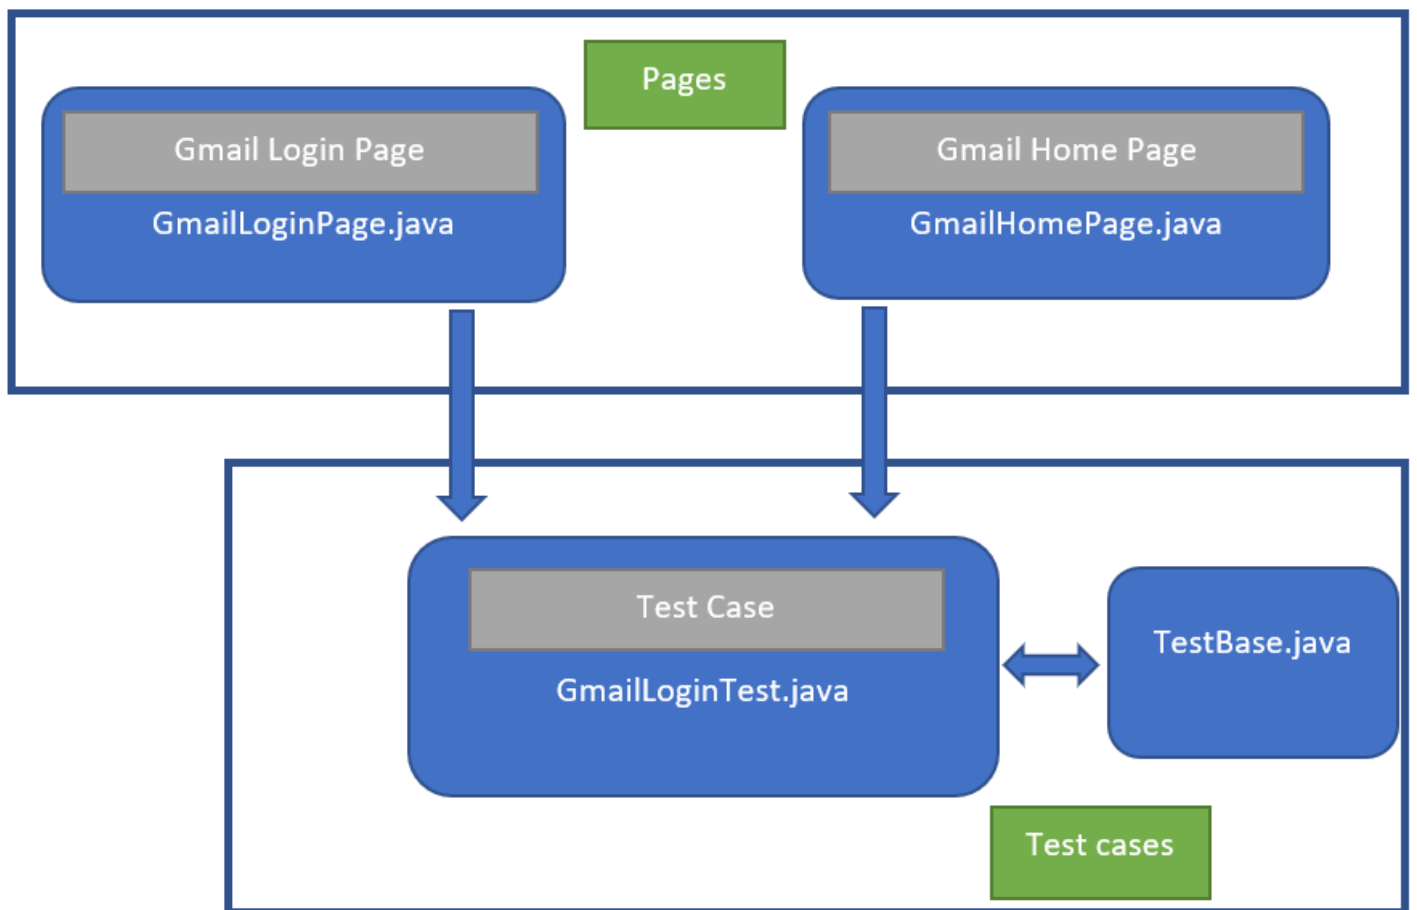 Pages
Gmail Login Page
GmailLoginPage.java
Gmail Home Page
GmailHomePage.java
Test Case
GmailLoginTest.java
TestBase.java
Test cases